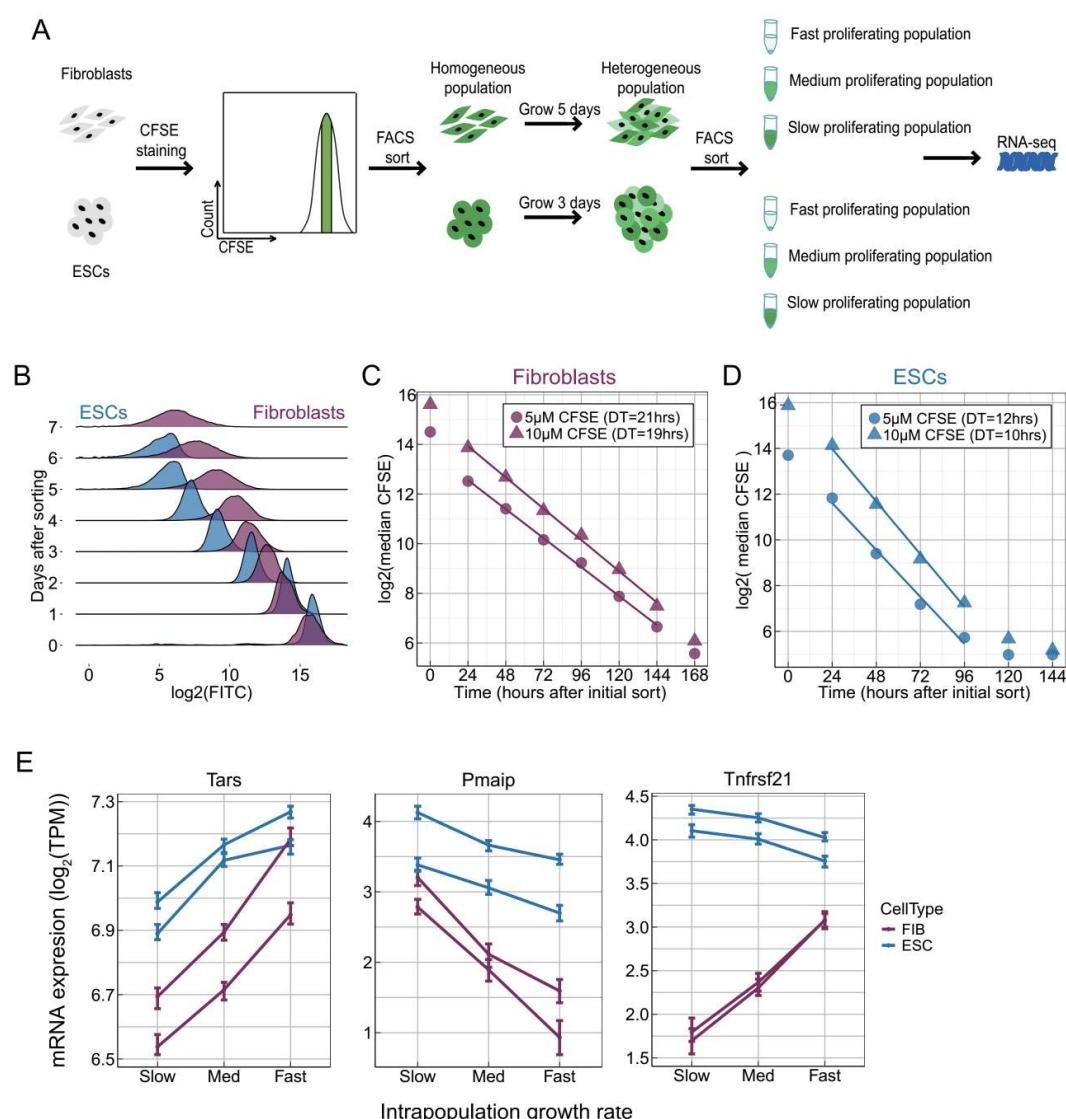 A
Fibroblasts
CFSE
staining
ESCs
Count
CFSE
FACS
sort
Homogeneous
population
Grow 5 days
Grow 3 days
Heterogeneous
population
FACS
sort
Fast proliferating population
Medium proliferating population
Slow proliferating population
RNA-seq
Fast proliferating population
Medium proliferating population
Slow proliferating population
B
ESCs
Fibroblasts
Days after sorting
7
6
5
4
3
2
1
0
0 5 10 15
log2(FITC)
C
Fibroblasts
5µM CFSE (DT=21hrs)
10µM CFSE (DT=19hrs)
log2(median CFSE)
16
14
12
10
8
6
0 24 48 72 96 120 144 168
Time (hours after initial sort)
D
ESCs
5µM CFSE (DT=12hrs)
10µM CFSE (DT=10hrs)
log2( median CFSE )
16
14
12
10
8
6
0 24 48 72 96 120 144
Time (hours after initial sort)
E
mRNA expresion (log2(TPM))
Tars
7.3
7.1
6.9
6.7
6.5
Slow Med Fast
Pmaip
4
3
2
1
Slow Med Fast
Tnfrsf21
4.5
4.0
3.5
3.0
2.5
2.0
1.5
Slow Med Fast
CellType
FIB
ESC
Intrapopulation growth rate